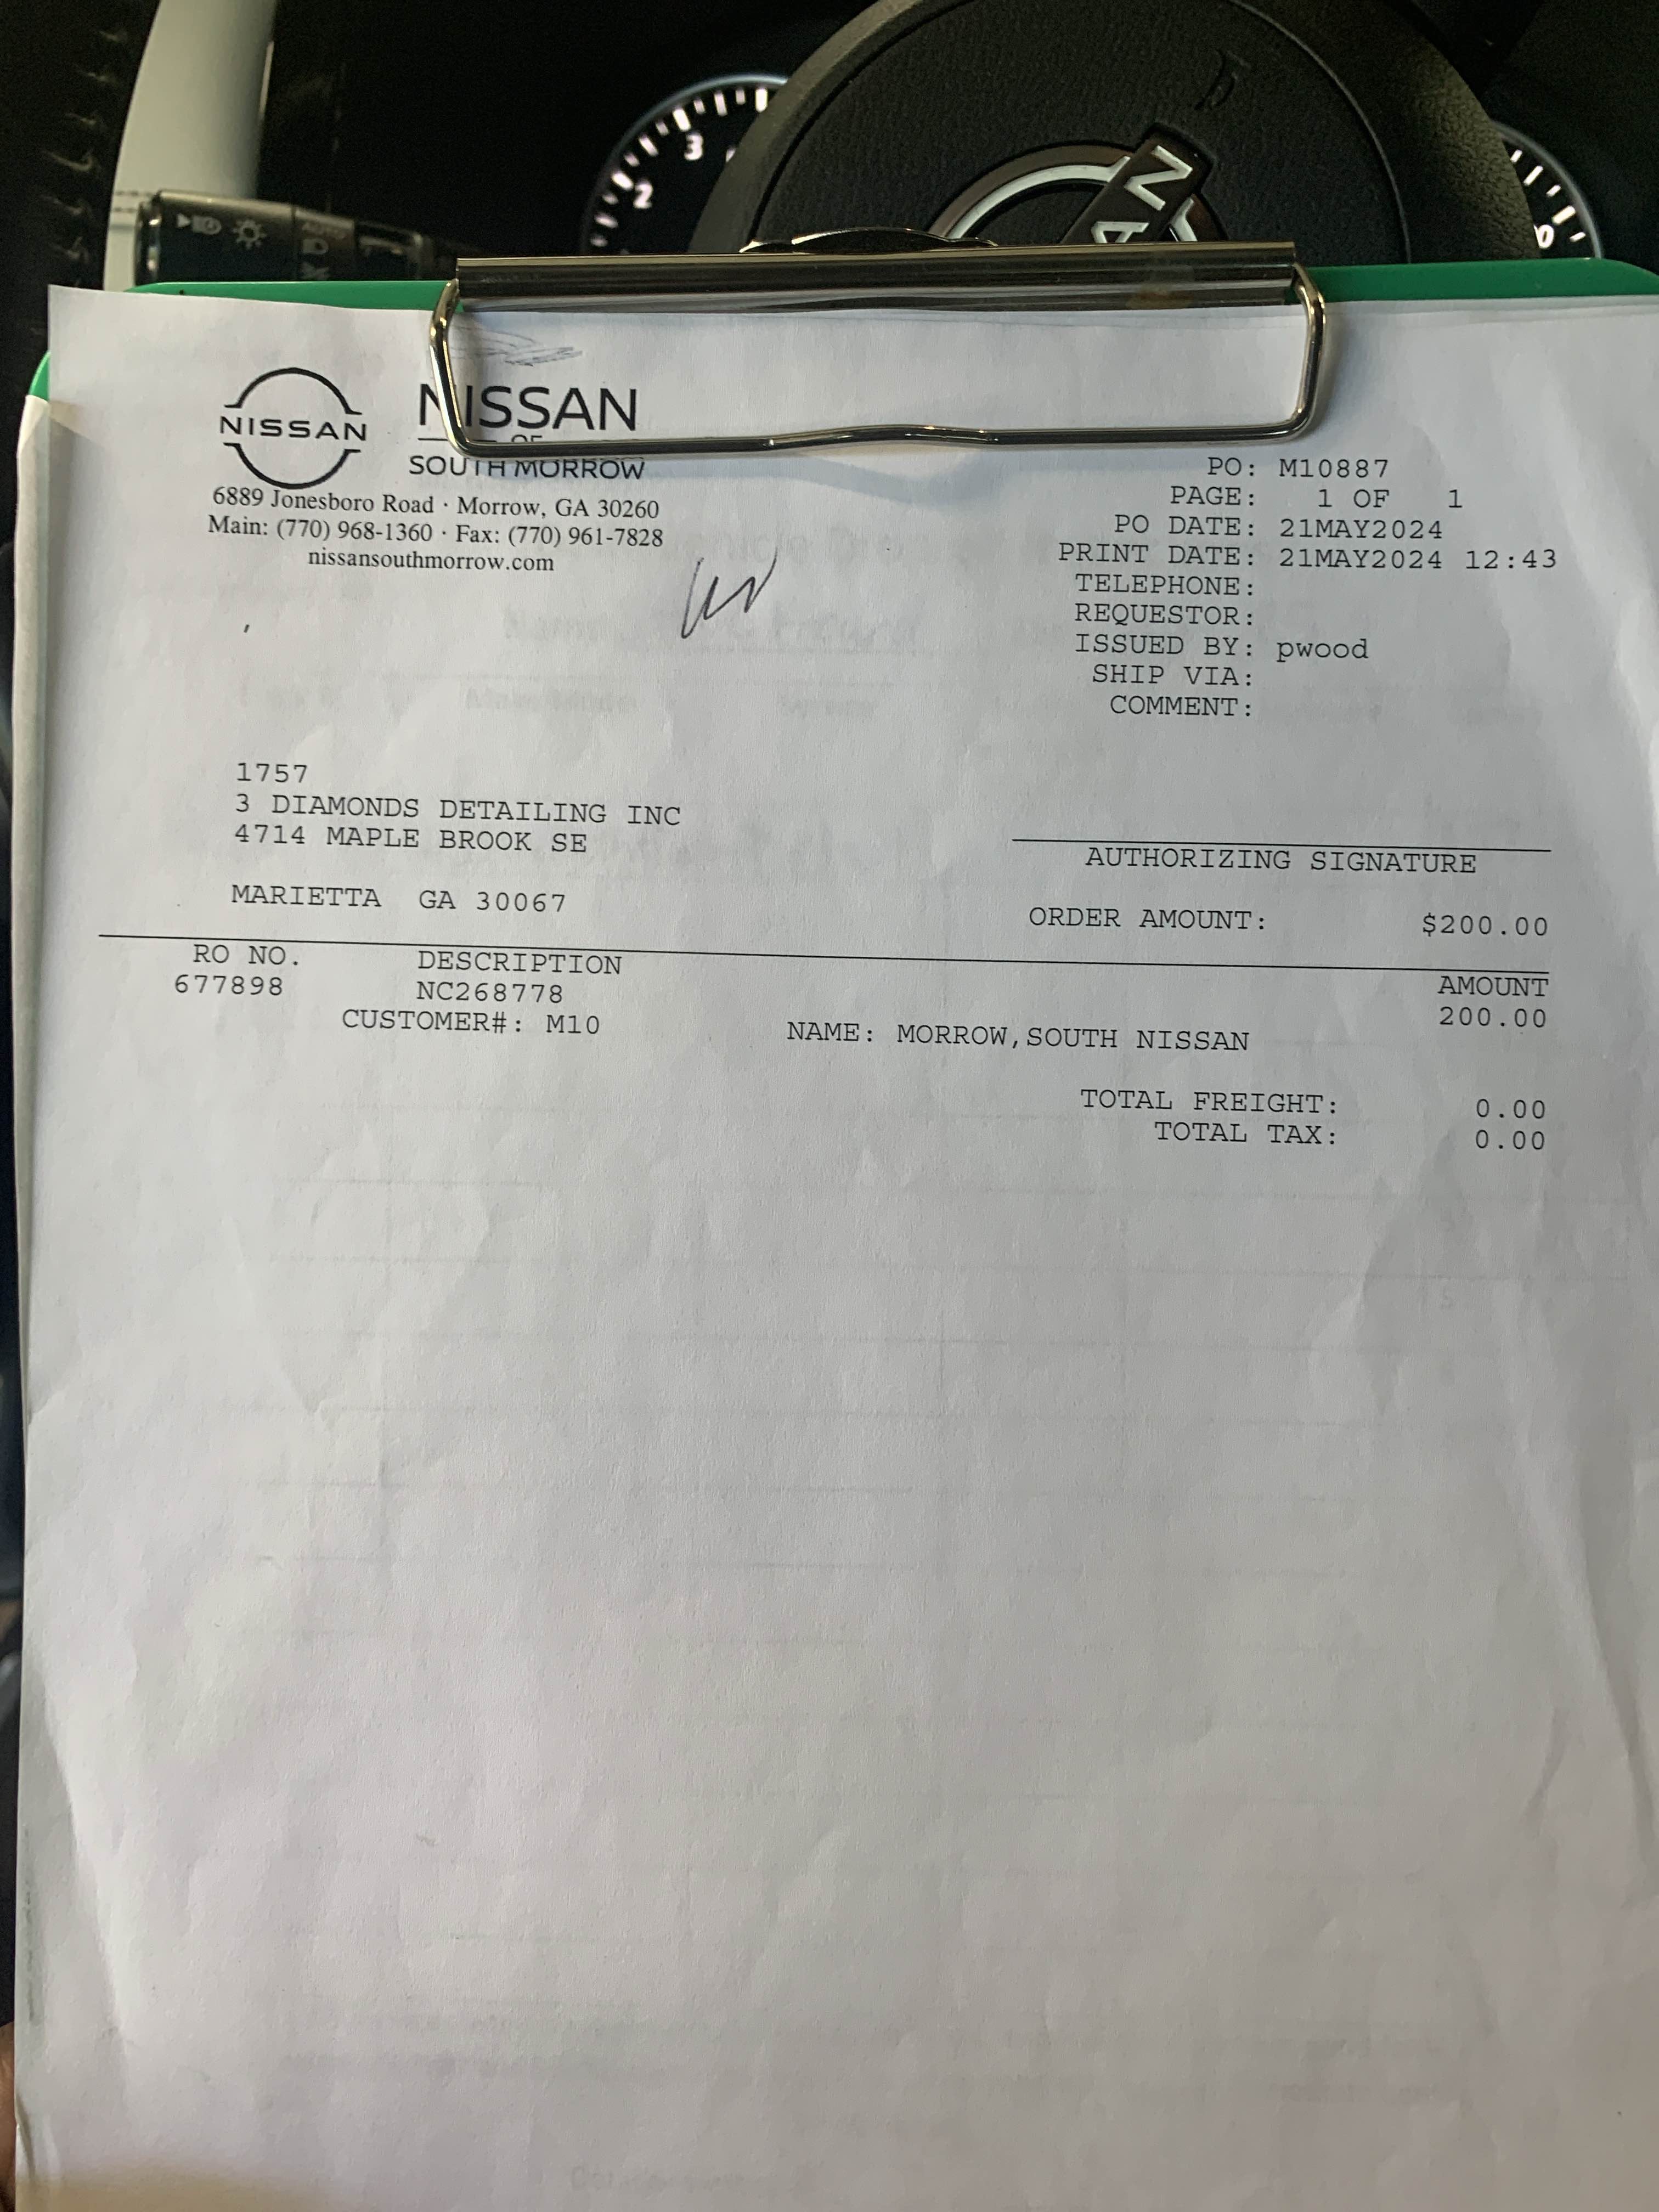 2
3
AUTO
NISSAN
NISSAN
OF
SOUTH MORROW
6889 Jonesboro Road · Morrow, GA 30260
Main: (770) 968-1360 · Fax: (770) 961-7828
nissansouthmorrow.com
PO: M10887
PAGE: 1 OF 1
PO DATE: 21MAY2024
PRINT DATE: 21MAY2024 12:43
TELEPHONE:
REQUESTOR:
ISSUED BY: pwood
SHIP VIA:
COMMENT:
1757
3 DIAMONDS DETAILING INC
4714 MAPLE BROOK SE
MARIETTA GA 30067
AUTHORIZING SIGNATURE
ORDER AMOUNT: $200.00
RO NO. DESCRIPTION AMOUNT
677898 NC268778 200.00
CUSTOMER#: M10 NAME: MORROW,SOUTH NISSAN
TOTAL FREIGHT: 0.00
TOTAL TAX: 0.00